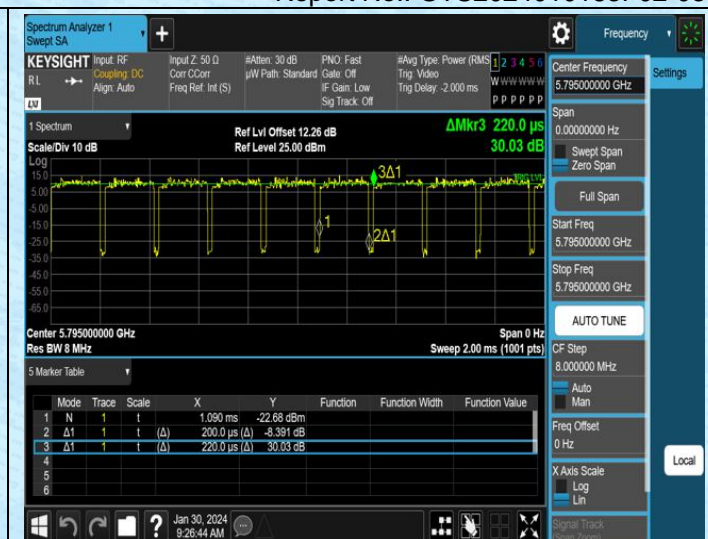 Spectrum Analyzer 1
Swept SA
+
Frequency
KEYSIGHT Input: RF Input Z: 50 Ω #Atten: 30 dB PNO: Fast #Avg Type: Power (RMS 1 2 3 4 5 6
RL Coupling: DC Corr CCorr µW Path: Standard Gate: Off Trig: Video W W W W W W
Align: Auto Freq Ref: Int (S) IF Gain: Low Trig Delay: -2.000 ms
LXI Sig Track: Off P P P P P P
Center Frequency
5.795000000 GHz
Settings
1 Spectrum
Scale/Div 10 dB
Ref Lvl Offset 12.26 dB
Ref Level 25.00 dBm
ΔMkr3 220.0 µs
30.03 dB
Span
0.00000000 Hz
Swept Span
Zero Span
Log
15.0
5.00
-5.00
-15.0
-25.0
-35.0
-45.0
-55.0
-65.0
3Δ1
TRIG LVL
1
2Δ1
Full Span
Start Freq
5.795000000 GHz
Stop Freq
5.795000000 GHz
AUTO TUNE
Center 5.795000000 GHz
Res BW 8 MHz
Span 0 Hz
Sweep 2.00 ms (1001 pts)
CF Step
8.000000 MHz
Auto
Man
5 Marker Table
Mode Trace Scale X Y Function Function Width Function Value
1 N 1 t 1.090 ms -22.68 dBm
2 Δ1 1 t (Δ) 200.0 µs (Δ) -8.391 dB
3 Δ1 1 t (Δ) 220.0 µs (Δ) 30.03 dB
4
5
6
Freq Offset
0 Hz
X Axis Scale
Log
Lin
Local
Signal Track
(Span Zoom)
?
Jan 30, 2024
9:26:44 AM